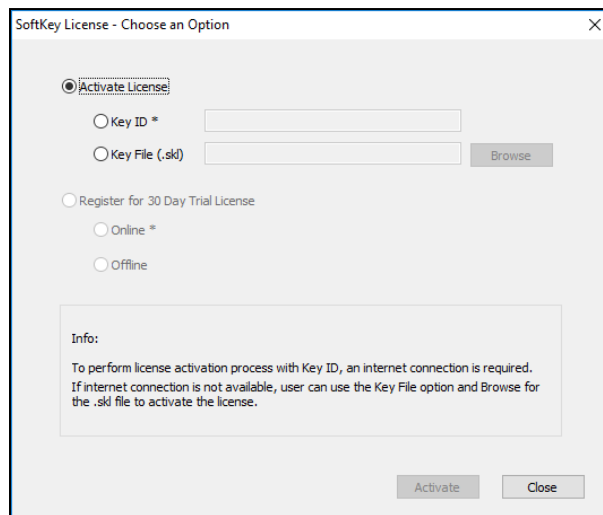 SoftKey License - Choose an Option
Activate License
Key ID *
Key File (.skl)
Browse
Register for 30 Day Trial License
Online *
Offline
Info:
To perform license activation process with Key ID, an internet connection is required.
If internet connection is not available, user can use the Key File option and Browse for
the .skl file to activate the license.
Activate
Close